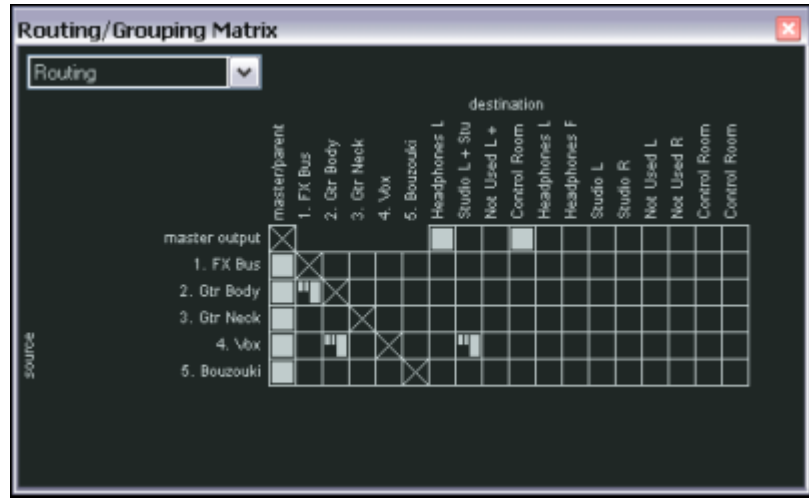 Routing/Grouping Matrix
Routing
destination
master/parent
1. FX Bus
2. Gtr Body
3. Gtr Neck
4. Vox
5. Bouzouki
Headphones L
Studio L + Stu
Not Used L +
Control Room
Headphones L
Headphones F
Studio L
Studio R
Not Used L
Not Used R
Control Room
Control Room
source
master output
1. FX Bus
2. Gtr Body
3. Gtr Neck
4. Vox
5. Bouzouki